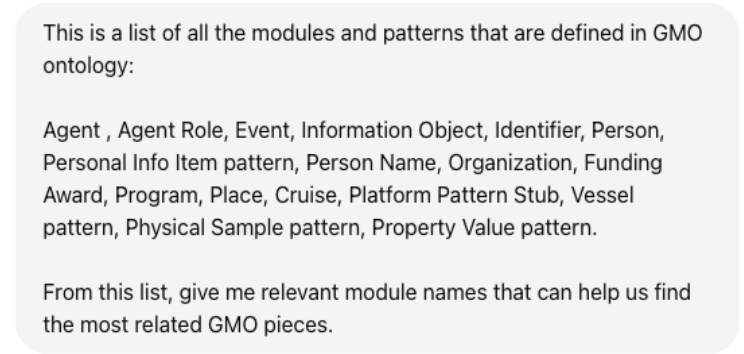 This is a list of all the modules and patterns that are defined in GMO
ontology:
Agent , Agent Role, Event, Information Object, Identifier, Person,
Personal Info Item pattern, Person Name, Organization, Funding
Award, Program, Place, Cruise, Platform Pattern Stub, Vessel
pattern, Physical Sample pattern, Property Value pattern.
From this list, give me relevant module names that can help us find
the most related GMO pieces.